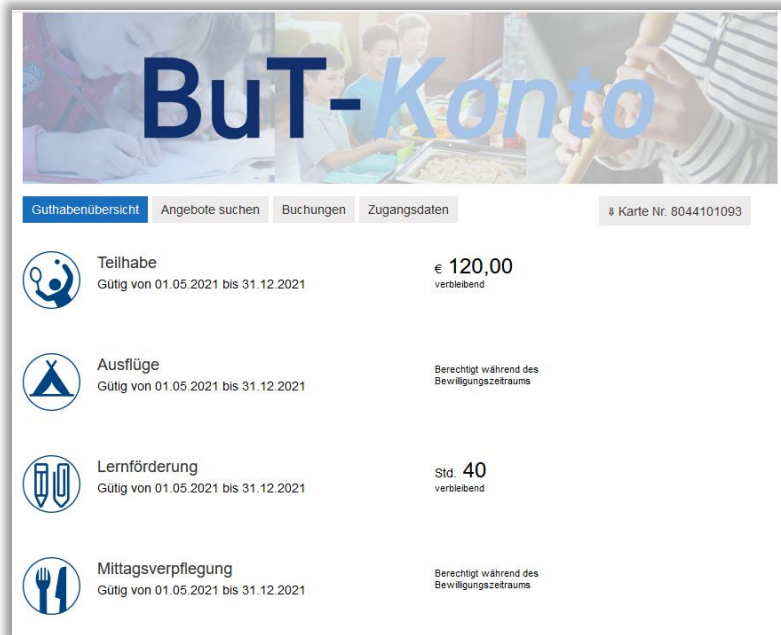 BuT-Konto
Guthabenübersicht Angebote suchen Buchungen Zugangsdaten ⇓ Karte Nr. 8044101093
Teilhabe
Gütig von 01.05.2021 bis 31.12.2021
€ 120,00
verbleibend
Ausflüge
Gütig von 01.05.2021 bis 31.12.2021
Berechtigt während des
Bewilligungszeitraums
Lernförderung
Gütig von 01.05.2021 bis 31.12.2021
Std. 40
verbleibend
Mittagsverpflegung
Gütig von 01.05.2021 bis 31.12.2021
Berechtigt während des
Bewilligungszeitraums